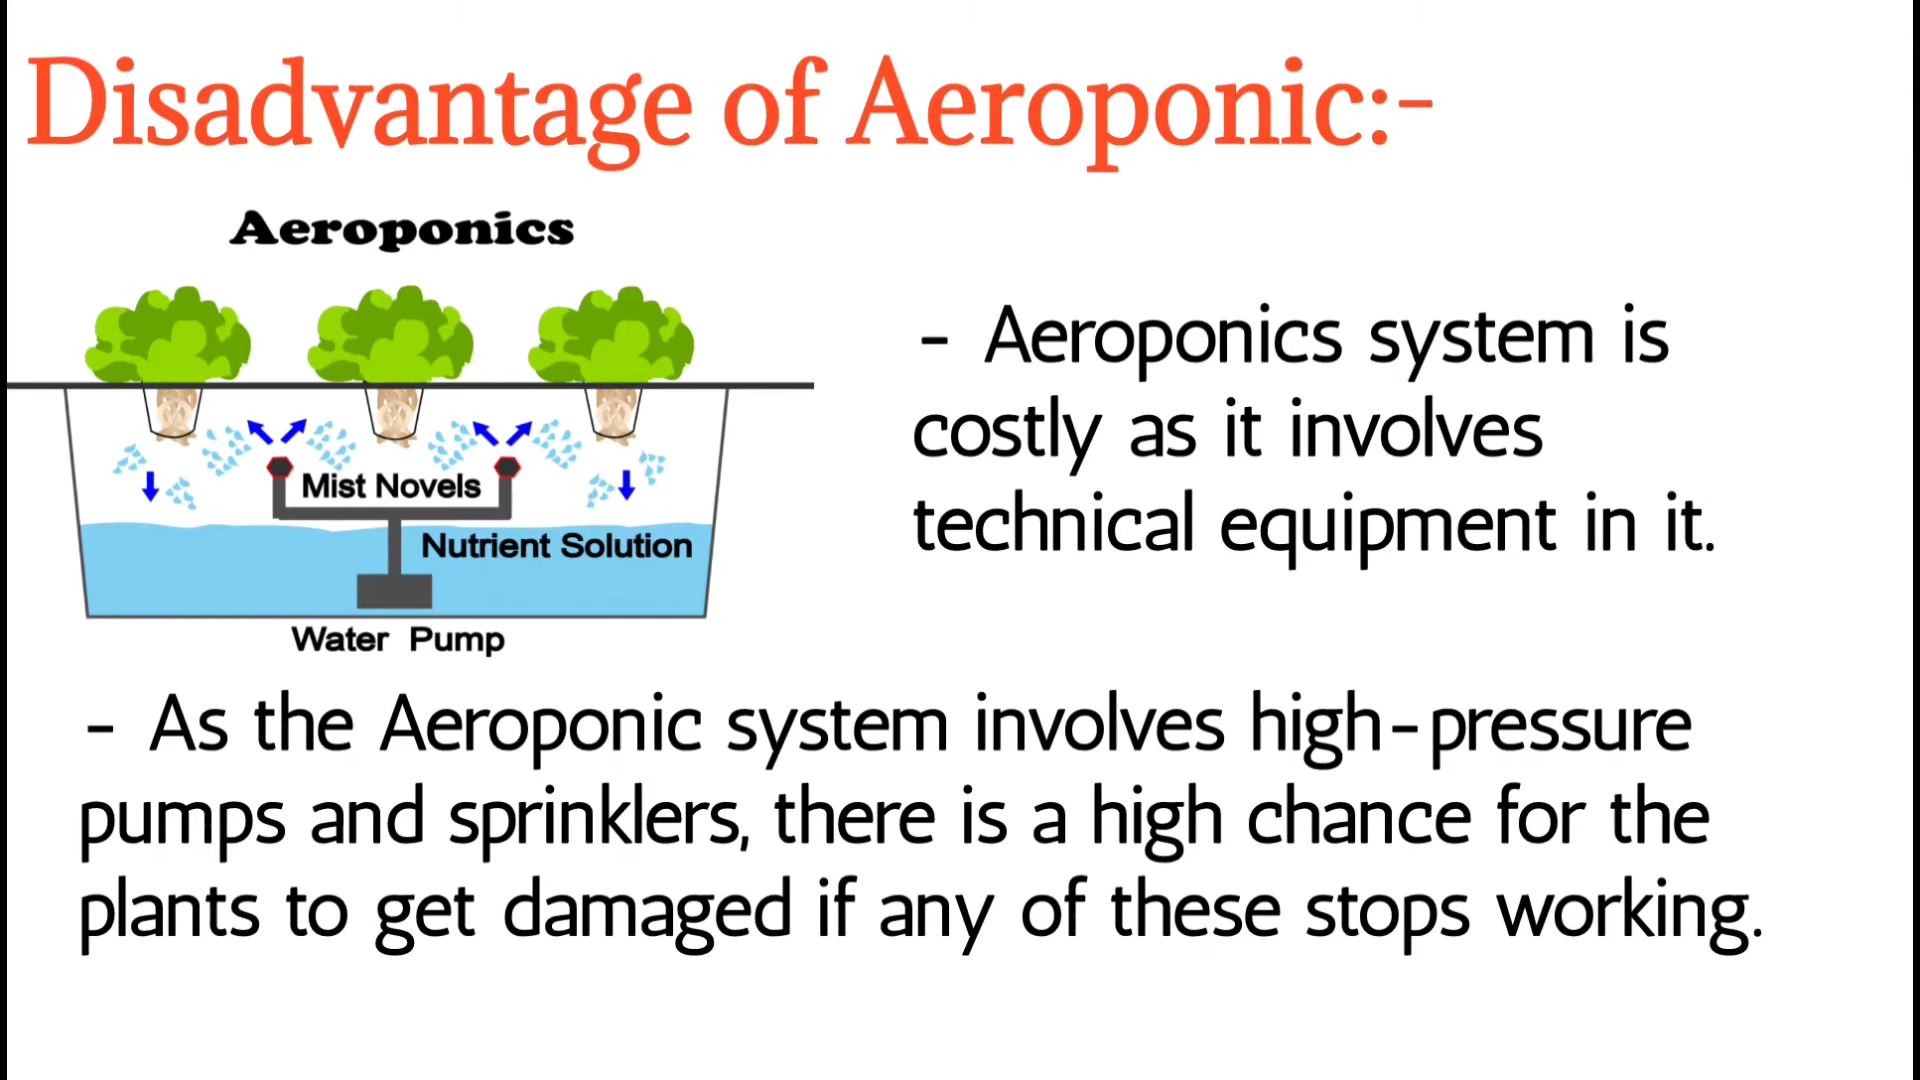 Disadvantage of Aeroponic:-
Aeroponics
Mist Novels
Nutrient Solution
Water Pump
- Aeroponics system is
costly as it involves
technical equipment in it.
- As the Aeroponic system involves high-pressure
pumps and sprinklers, there is a high chance for the
plants to get damaged if any of these stops working.